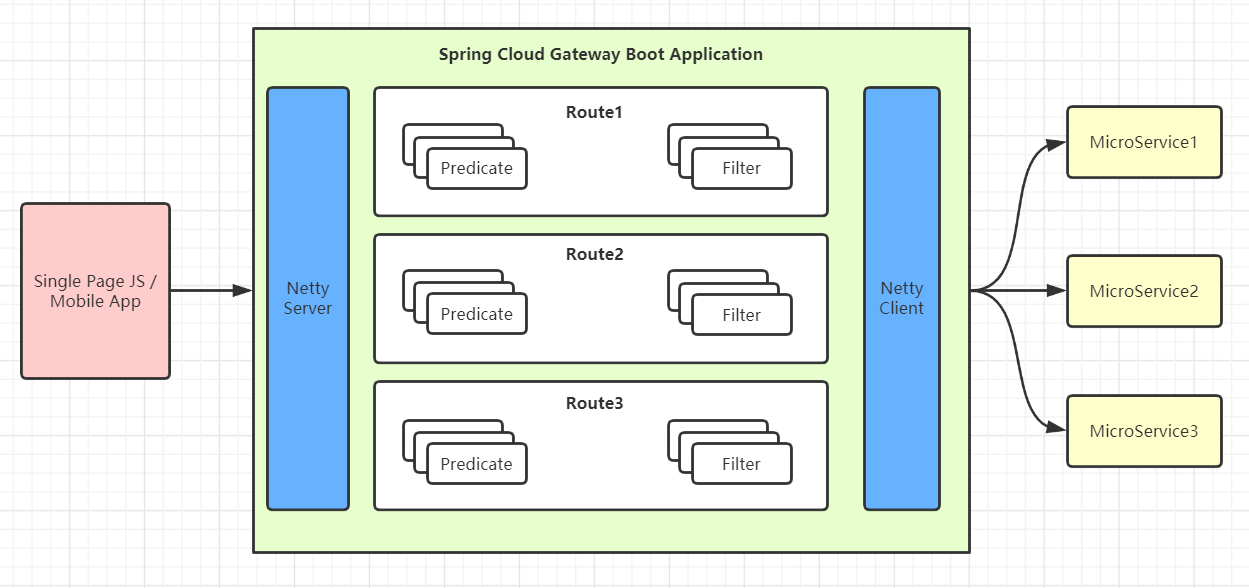 Spring Cloud Gateway Boot Application
Single Page JS /
Mobile App
Netty
Server
Route1
Predicate
Filter
Route2
Predicate
Filter
Route3
Predicate
Filter
Netty
Client
MicroService1
MicroService2
MicroService3